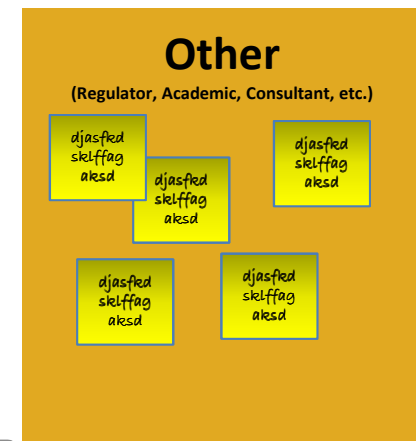 Other
(Regulator, Academic, Consultant, etc.)
djasfkd
sklffag
aksd
djasfkd
sklffag
aksd
djasfkd
sklffag
aksd
djasfkd
sklffag
aksd
djasfkd
sklffag
aksd